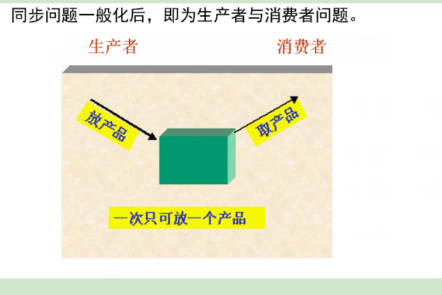 同步问题一般化后，即为生产者与消费者问题。
生产者
消费者
放产品
取产品
一次只可放一个产品